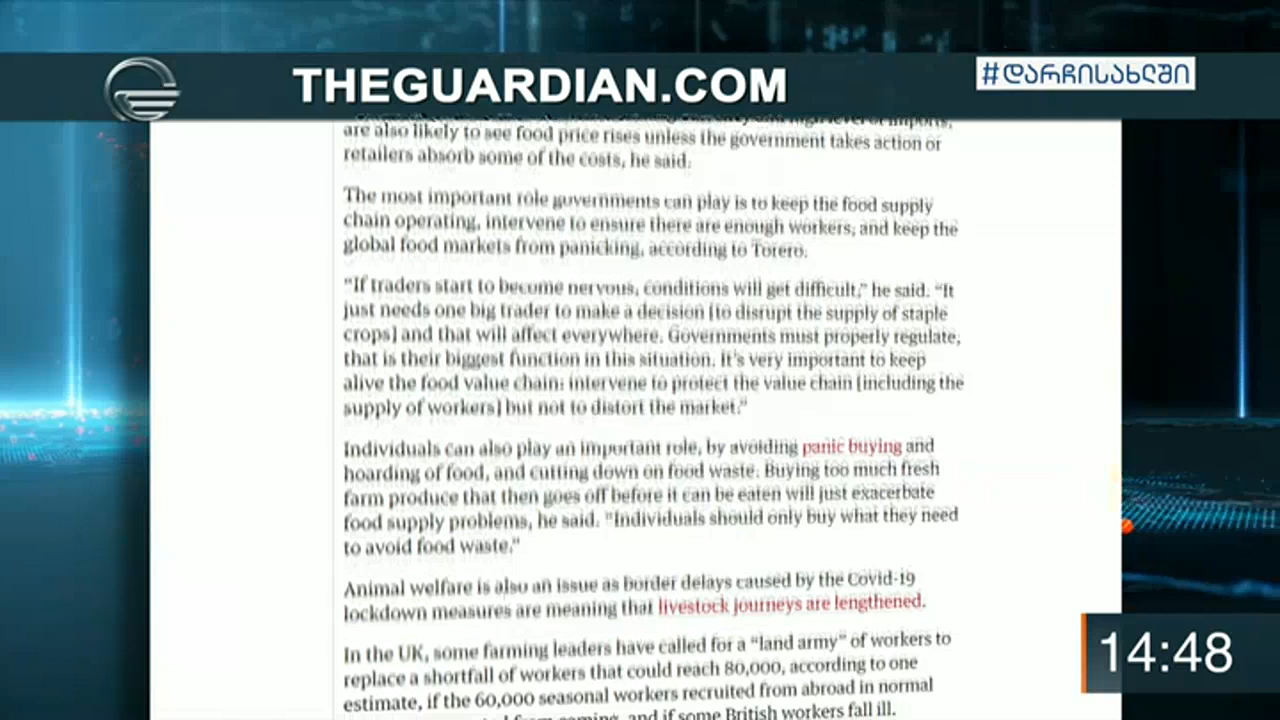 THEGUARDIAN.COM
#დარჩისახლში
are also likely to see food price rises unless the government takes action or
retailers absorb some of the costs, he said.
The most important role governments can play is to keep the food supply
chain operating, intervene to ensure there are enough workers, and keep the
global food markets from panicking, according to Torero.
“If traders start to become nervous, conditions will get difficult,” he said. “It
just needs one big trader to make a decision [to disrupt the supply of staple
crops] and that will affect everywhere. Governments must properly regulate,
that is their biggest function in this situation. It’s very important to keep
alive the food value chain: intervene to protect the value chain [including the
supply of workers] but not to distort the market.”
Individuals can also play an important role, by avoiding panic buying and
hoarding of food, and cutting down on food waste. Buying too much fresh
farm produce that then goes off before it can be eaten will just exacerbate
food supply problems, he said. “Individuals should only buy what they need
to avoid food waste.”
Animal welfare is also an issue as border delays caused by the Covid-19
lockdown measures are meaning that livestock journeys are lengthened.
In the UK, some farming leaders have called for a “land army” of workers to
replace a shortfall of workers that could reach 80,000, according to one
estimate, if the 60,000 seasonal workers recruited from abroad in normal
from coming, and if some British workers fall ill.
14:48